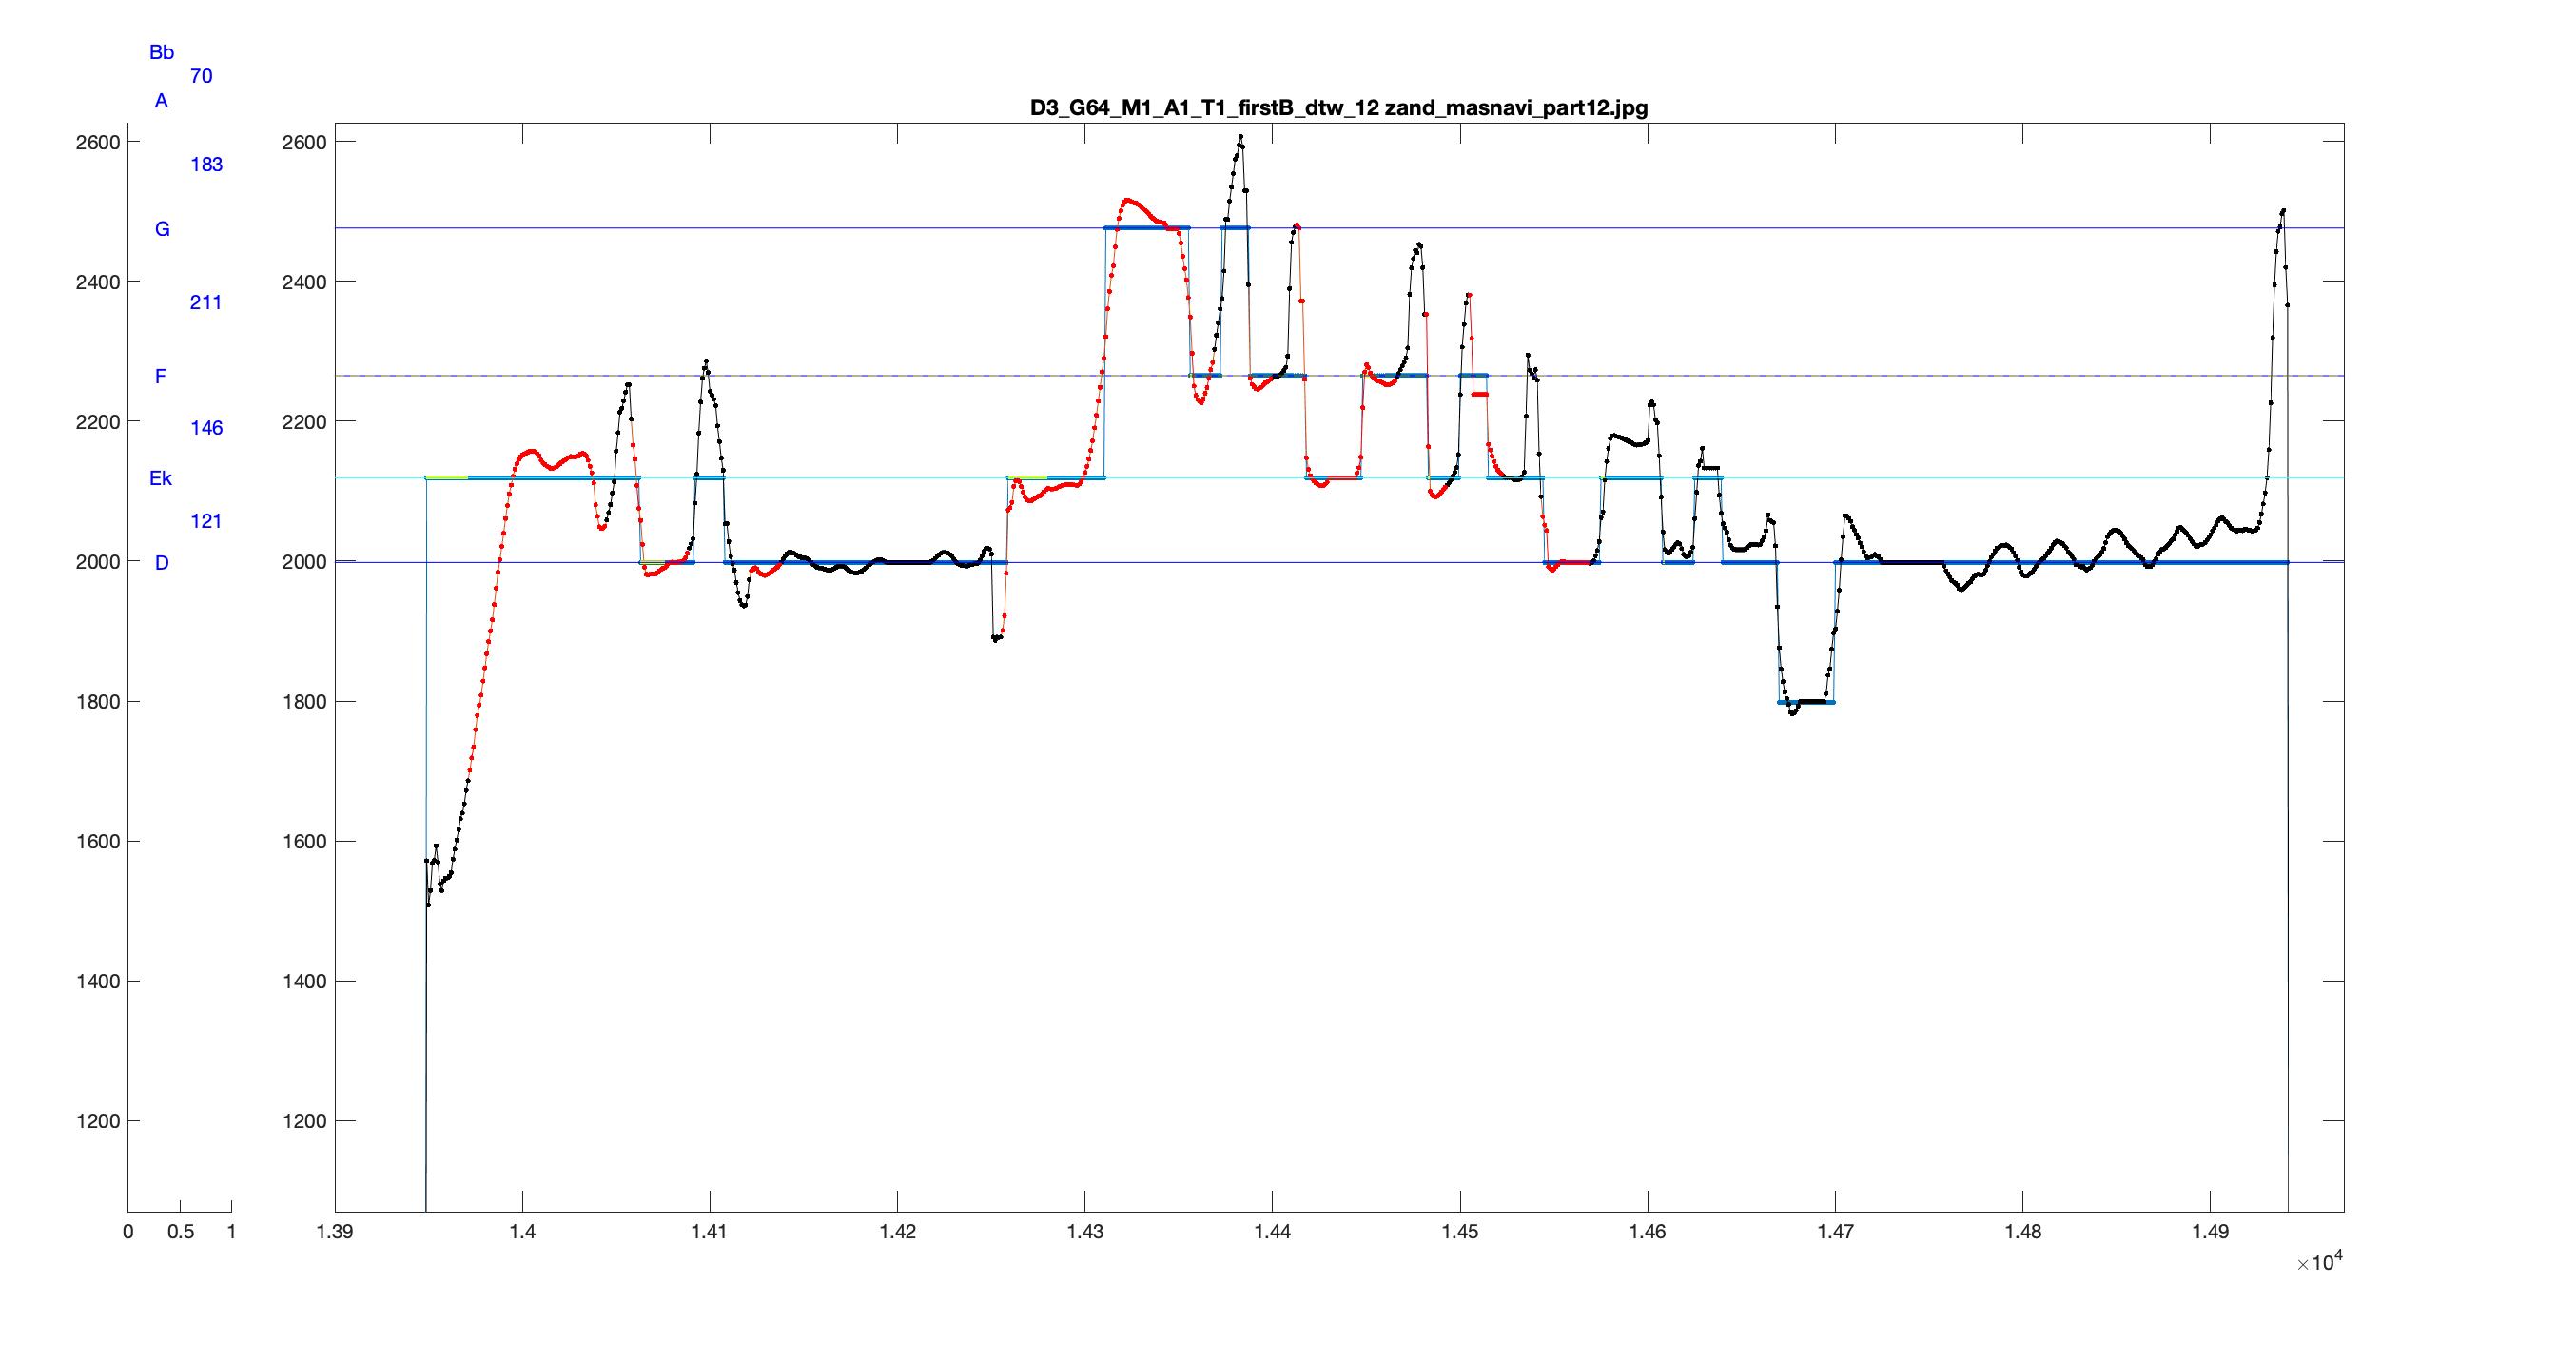 Bb
70
A
D3_G64_M1_A1_T1_firstB_dtw_12 zand_masnavi_part12.jpg
2600 2600
183
G
2400 2400
211
F
2200 2200
146
Ek
121
2000 D 2000
1800 1800
1600 1600
1400 1400
1200 1200
0 0.5 1 1.39 1.4 1.41 1.42 1.43 1.44 1.45 1.46 1.47 1.48 1.49
×10⁴